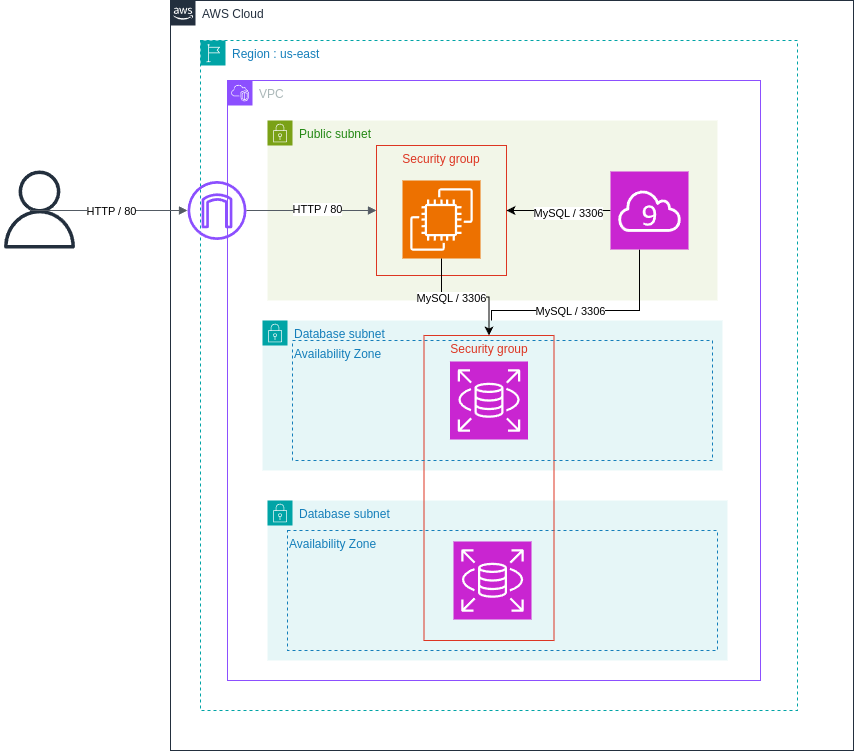 aws
AWS Cloud
Region : us-east
VPC
Public subnet
Security group
HTTP / 80
HTTP / 80
MySQL / 3306
9
MySQL / 3306
MySQL / 3306
Database subnet
Availability Zone
Security group
Database subnet
Availability Zone